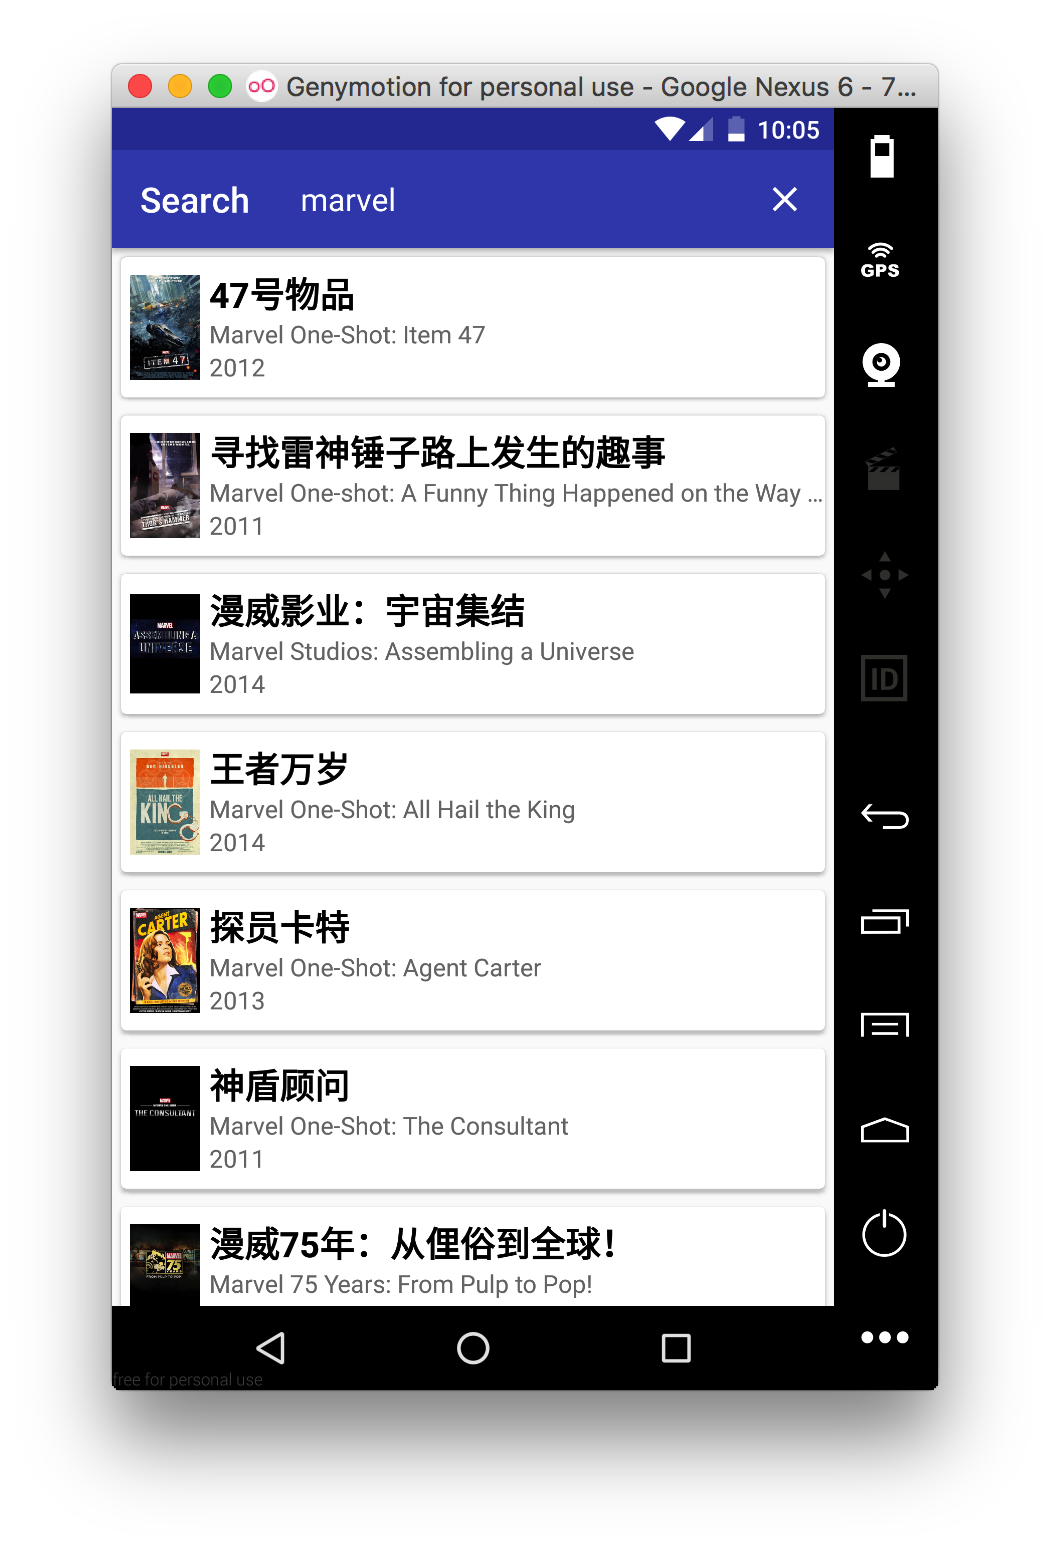 Genymotion for personal use - Google Nexus 6 - 7...
10:05
Search marvel
GPS
ID
ITEM 47
47号物品
Marvel One-Shot: Item 47
2012
THOR'S HAMMER
寻找雷神锤子路上发生的趣事
Marvel One-shot: A Funny Thing Happened on the Way ...
2011
MARVEL
ASSEMBLING A
UNIVERSE
漫威影业：宇宙集结
Marvel Studios: Assembling a Universe
2014
ALL HAIL THE
KING
王者万岁
Marvel One-Shot: All Hail the King
2014
AGENT
CARTER
探员卡特
Marvel One-Shot: Agent Carter
2013
THE CONSULTANT
神盾顾问
Marvel One-Shot: The Consultant
2011
MARVEL
75
FROM PULP TO POP
漫威75年：从俚俗到全球！
Marvel 75 Years: From Pulp to Pop!
free for personal use